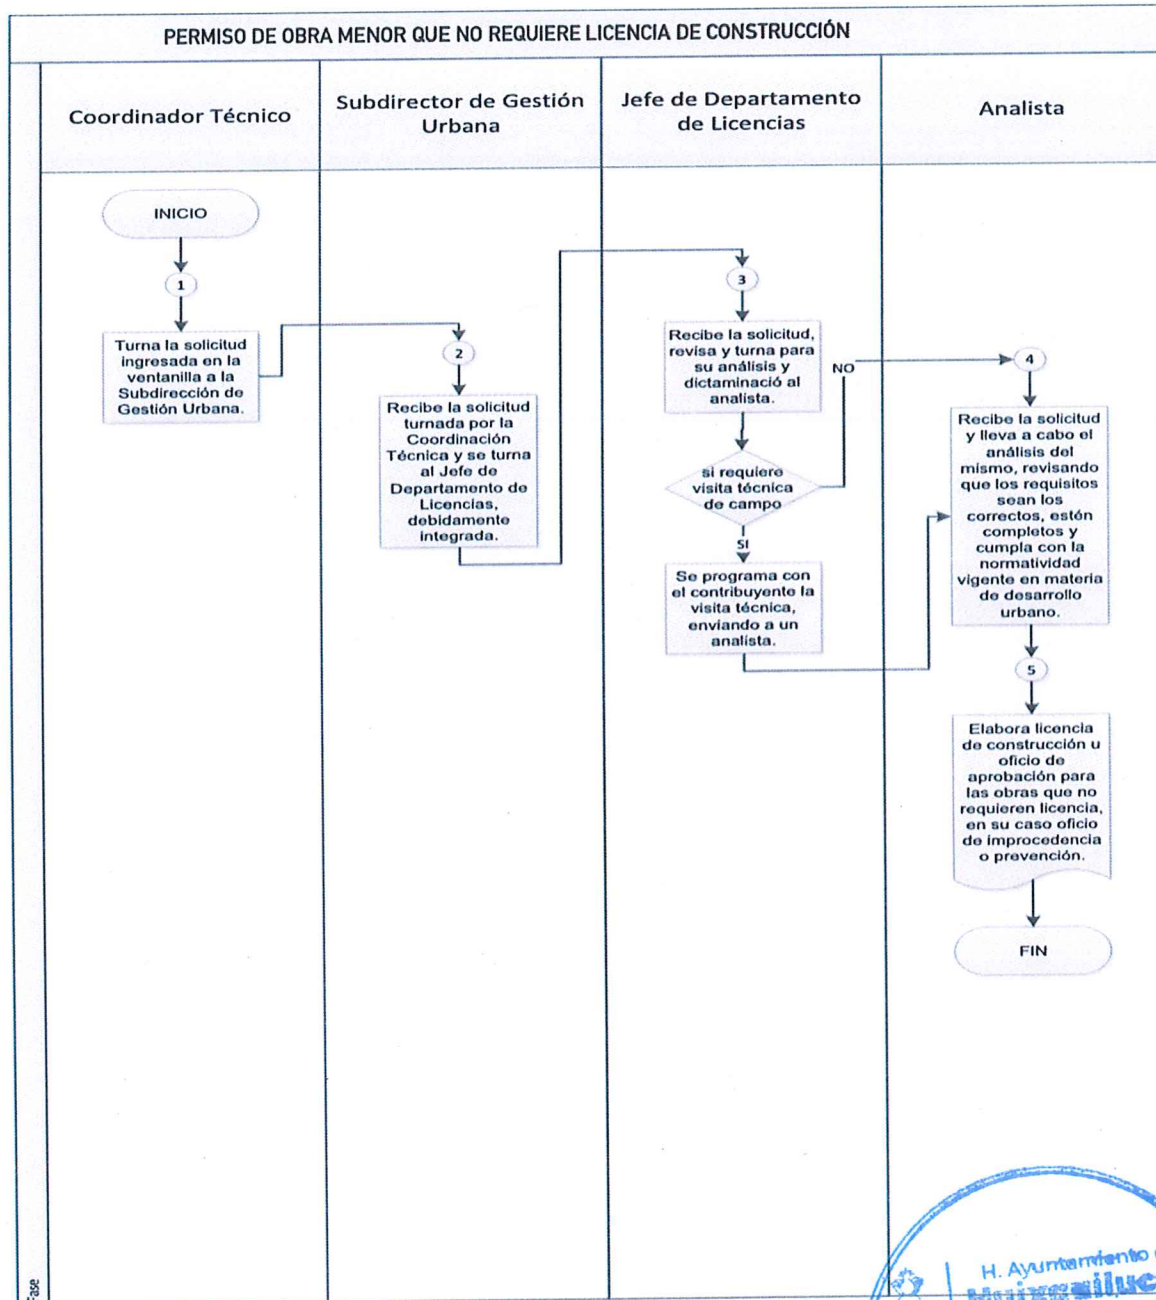 PERMISO DE OBRA MENOR QUE NO REQUIERE LICENCIA DE CONSTRUCCIÓN
Coordinador Técnico
Subdirector de Gestión
Urbana
Jefe de Departamento
de Licencias
Analista
INICIO
1
Turna la solicitud
ingresada en la
ventanilla a la
Subdirección de
Gestión Urbana.
2
Recibe la solicitud
turnada por la
Coordinación
Técnica y se turna
al Jefe de
Departamento de
Licencias,
debidamente
integrada.
3
Recibe la solicitud,
revisa y turna para
su análisis y
dictaminació al
analista.
NO
si requiere
visita técnica
de campo
SI
Se programa con
el contribuyente la
visita técnica,
enviando a un
analista.
4
Recibe la solicitud
y lleva a cabo el
análisis del
mismo, revisando
que los requisitos
sean los
correctos, estén
completos y
cumpla con la
normatividad
vigente en materia
de desarrollo
urbano.
5
Elabora licencia
de construcción u
oficio de
aprobación para
las obras que no
requieren licencia,
en su caso oficio
de improcedencia
o prevención.
FIN
Fase
H. Ayuntamiento